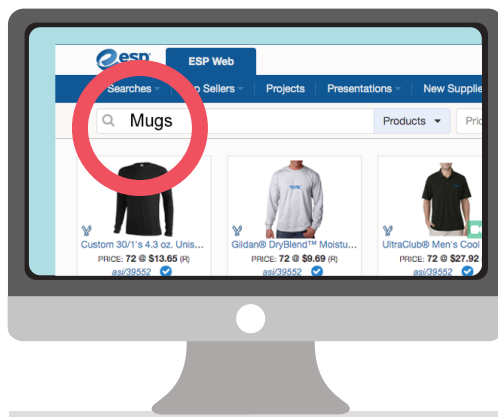 esp
ESP Web
Searches
Sellers
Projects
Presentations
New Supplie
Mugs
Products
Pric
Custom 30/1's 4.3 oz. Unis...
Gildan® DryBlend™ Moistu...
UltraClub® Men's Cool
PRICE: 72 @ $13.65 (R)
PRICE: 72 @ $9.69 (R)
PRICE: 72 @ $27.92
asi/39552
asi/39552
asi/39552